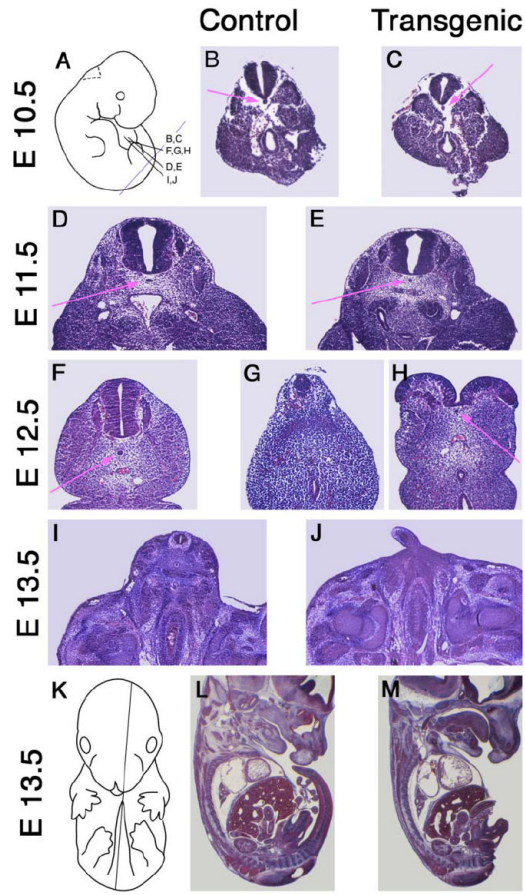 Control Transgenic
E 10.5
A
B
C
B,C
F,G,H
D,E
I,J
E 11.5
D
E
E 12.5
F
G
H
E 13.5
I
J
E 13.5
K
L
M